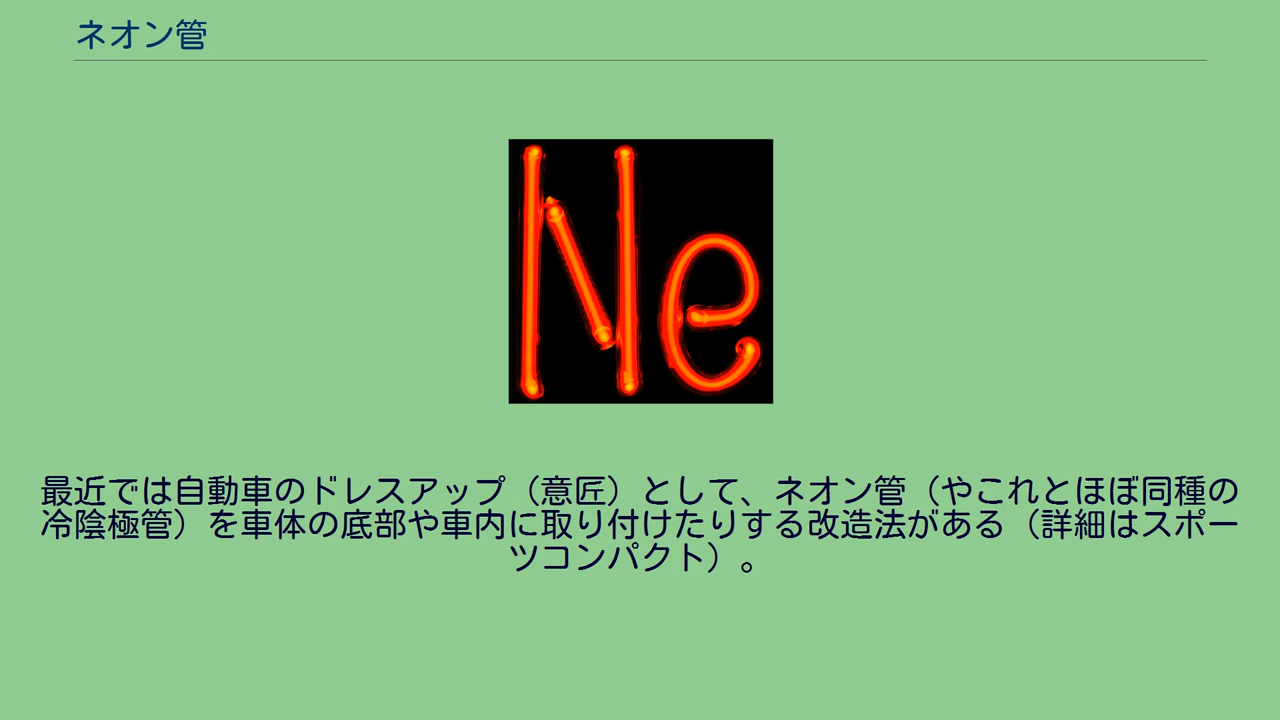 ネオン管
Ne
最近では自動車のドレスアップ（意匠）として、ネオン管（やこれとほぼ同種の
冷陰極管）を車体の底部や車内に取り付けたりする改造法がある（詳細はスポー
ツコンパクト）。